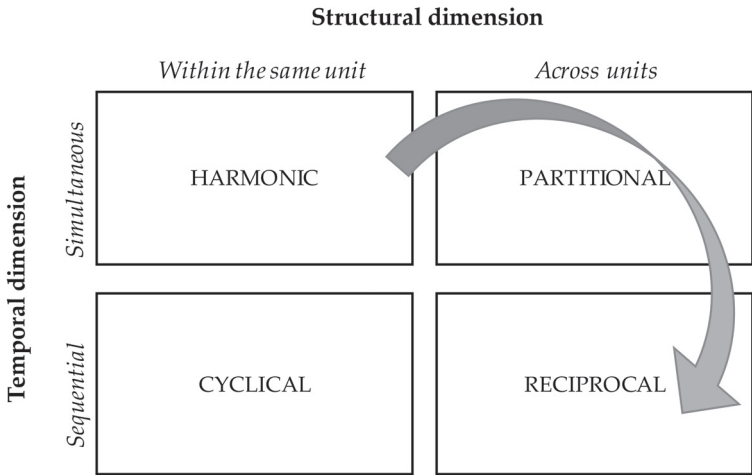 Structural dimension
Within the same unit
Across units
Temporal dimension
Simultaneous
HARMONIC
PARTITIONAL
Sequential
CYCLICAL
RECIPROCAL